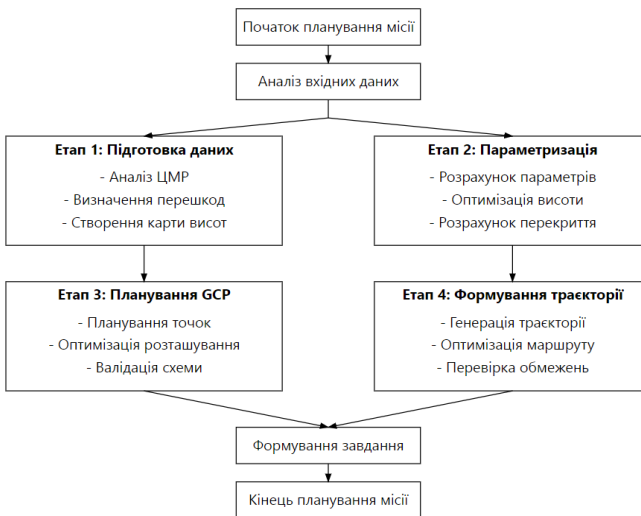 Початок планування місії
Аналіз вхідних даних
Етап 1: Підготовка даних
- Аналіз ЦМР
- Визначення перешкод
- Створення карти висот
Етап 2: Параметризація
- Розрахунок параметрів
- Оптимізація висоти
- Розрахунок перекриття
Етап 3: Планування GCP
- Планування точок
- Оптимізація розташування
- Валідація схеми
Етап 4: Формування траєкторії
- Генерація траєкторії
- Оптимізація маршруту
- Перевірка обмежень
Формування завдання
Кінець планування місії